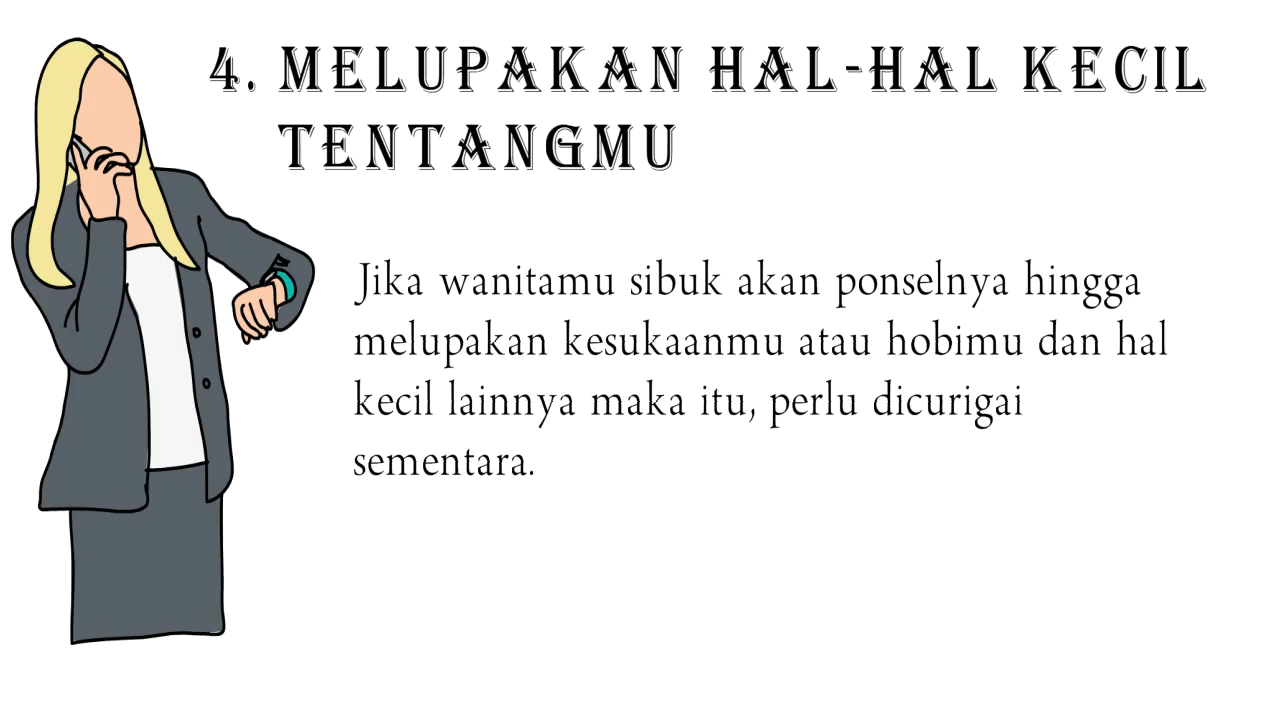 4. MELUPAKAN HAL-HAL KECIL
TENTANGMU
Jika wanitamu sibuk akan ponselnya hingga
melupakan kesukaanmu atau hobimu dan hal
kecil lainnya maka itu, perlu dicurigai
sementara.